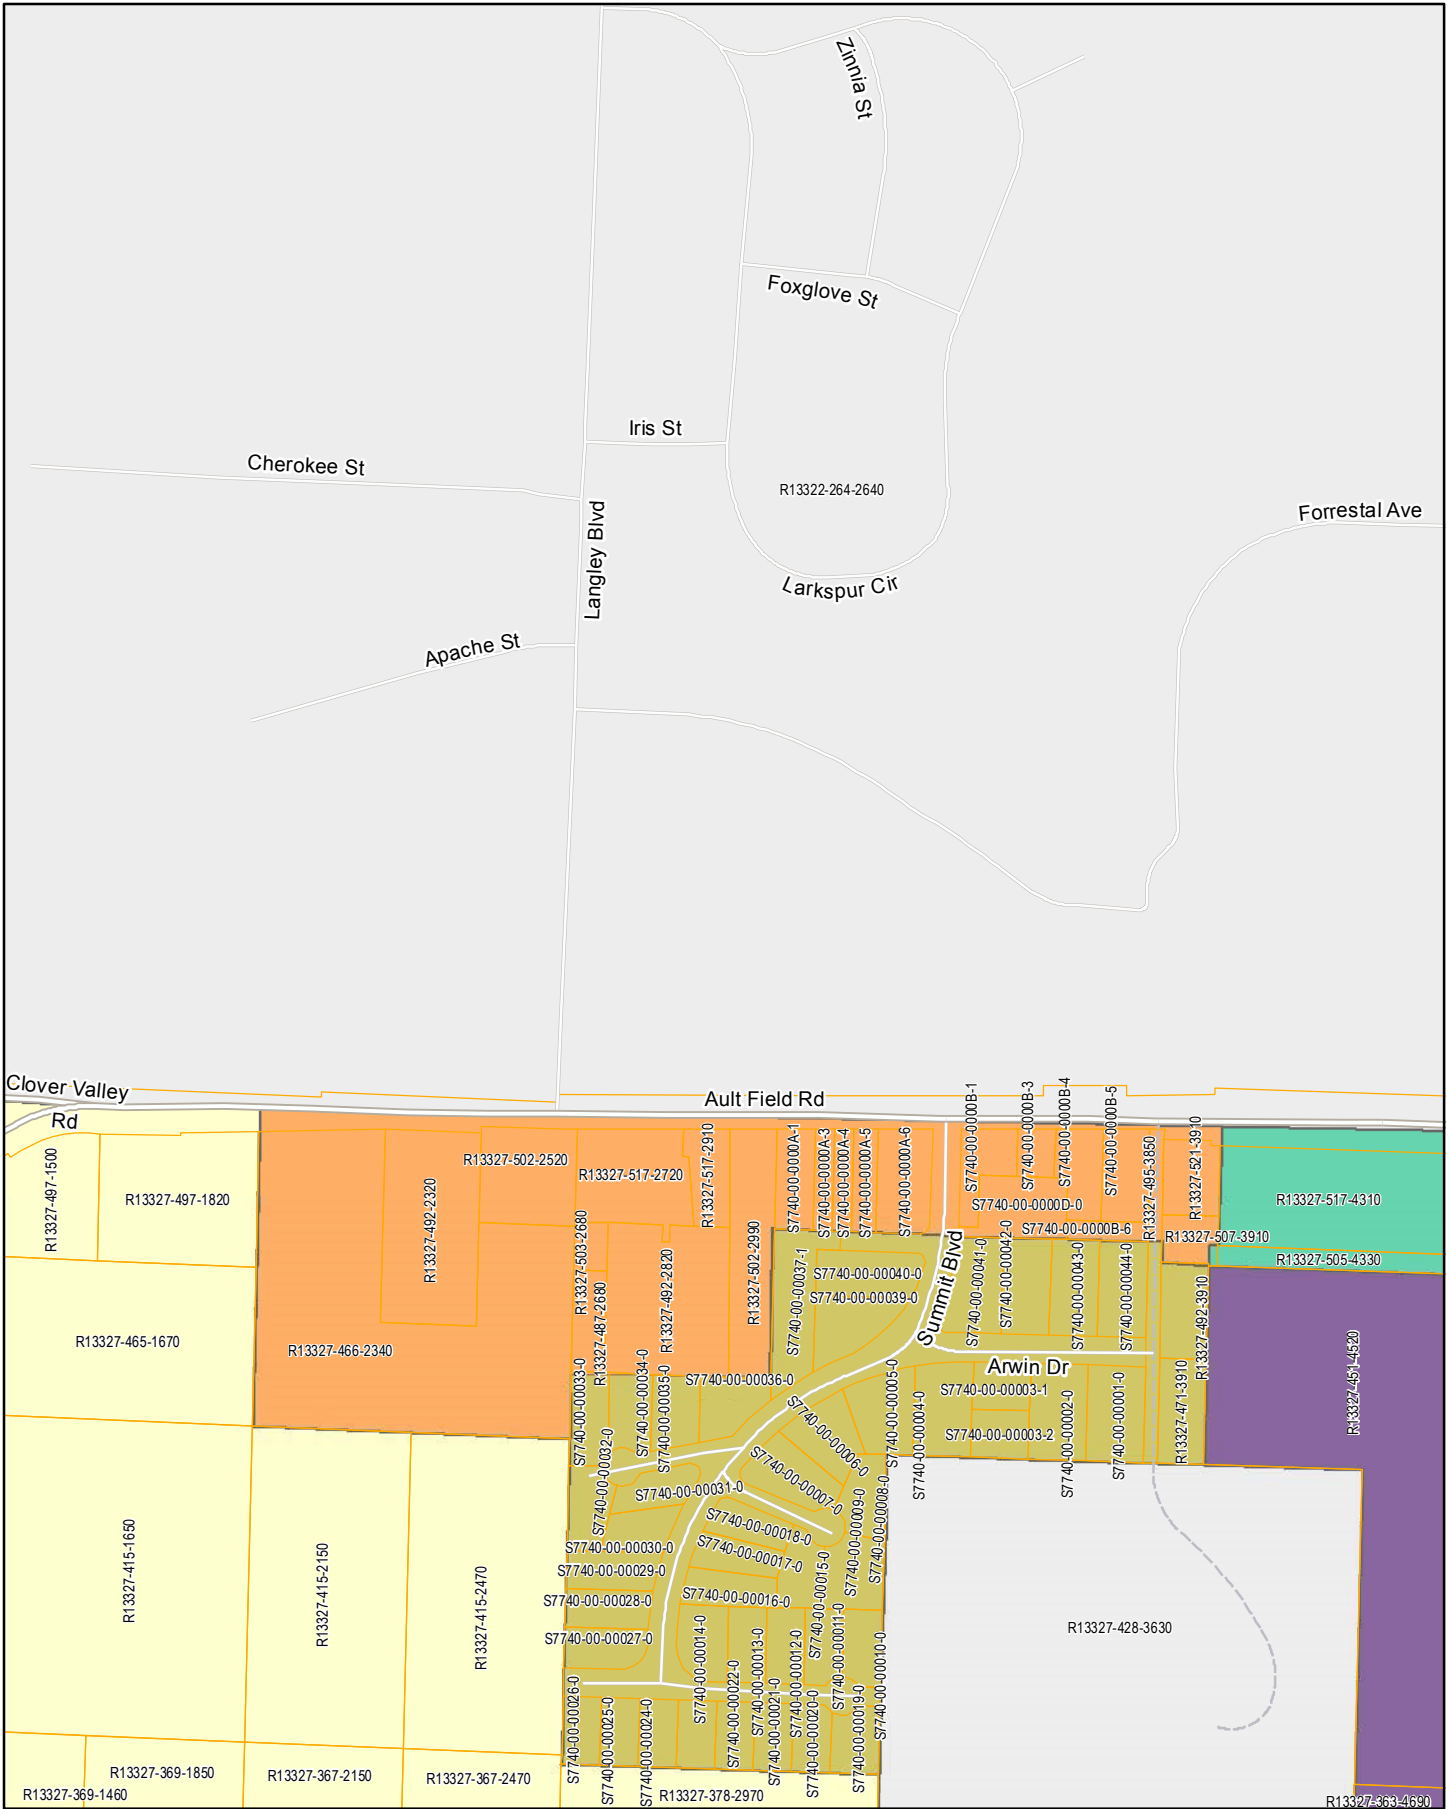 Zinnia St
Foxglove St
Iris St
Cherokee St
R13322-264-2640
Forrestal Ave
Langley Blvd
Larkspur Cir
Apache St
Clover Valley
Rd
Ault Field Rd
R13327-497-1500
R13327-497-1820
R13327-492-2320
R13327-502-2520
R13327-517-2720
R13327-517-2910
S7740-00-0000A-1
S7740-00-0000A-3
S7740-00-0000A-4
S7740-00-0000A-5
S7740-00-0000A-6
S7740-00-0000B-1
S7740-00-0000B-3
S7740-00-0000B-4
S7740-00-0000B-5
R13327-495-3850
R13327-521-3910
R13327-517-4310
S7740-00-0000D-0
S7740-00-0000B-6
R13327-507-3910
R13327-505-4330
R13327-503-2680
R13327-487-2680
R13327-492-2820
R13327-502-2990
S7740-00-00037-1
S7740-00-00040-0
S7740-00-00039-0
Summit Blvd
S7740-00-00041-0
S7740-00-00042-0
S7740-00-00043-0
S7740-00-00044-0
R13327-492-3910
R13327-465-1670
R13327-466-2340
R13327-451-4520
Arwin Dr
S7740-00-00033-0
S7740-00-00034-0
S7740-00-00035-0
S7740-00-00036-0
S7740-00-00005-0
S7740-00-00004-0
S7740-00-00003-1
S7740-00-00003-2
S7740-00-00002-0
S7740-00-00001-0
R13327-471-3910
S7740-00-00032-0
S7740-00-00031-0
S7740-00-00006-0
S7740-00-00007-0
S7740-00-00009-0
S7740-00-00008-0
S7740-00-00018-0
S7740-00-00017-0
S7740-00-00015-0
S7740-00-00016-0
S7740-00-00030-0
S7740-00-00029-0
S7740-00-00028-0
S7740-00-00027-0
R13327-415-1650
R13327-415-2150
R13327-415-2470
R13327-428-3630
S7740-00-00014-0
S7740-00-00022-0
S7740-00-00013-0
S7740-00-00021-0
S7740-00-00012-0
S7740-00-00020-0
S7740-00-00011-0
S7740-00-00019-0
S7740-00-00010-0
S7740-00-00026-0
S7740-00-00025-0
S7740-00-00024-0
R13327-369-1850
R13327-369-1460
R13327-367-2150
R13327-367-2470
R13327-378-2970
R13327-363-4690